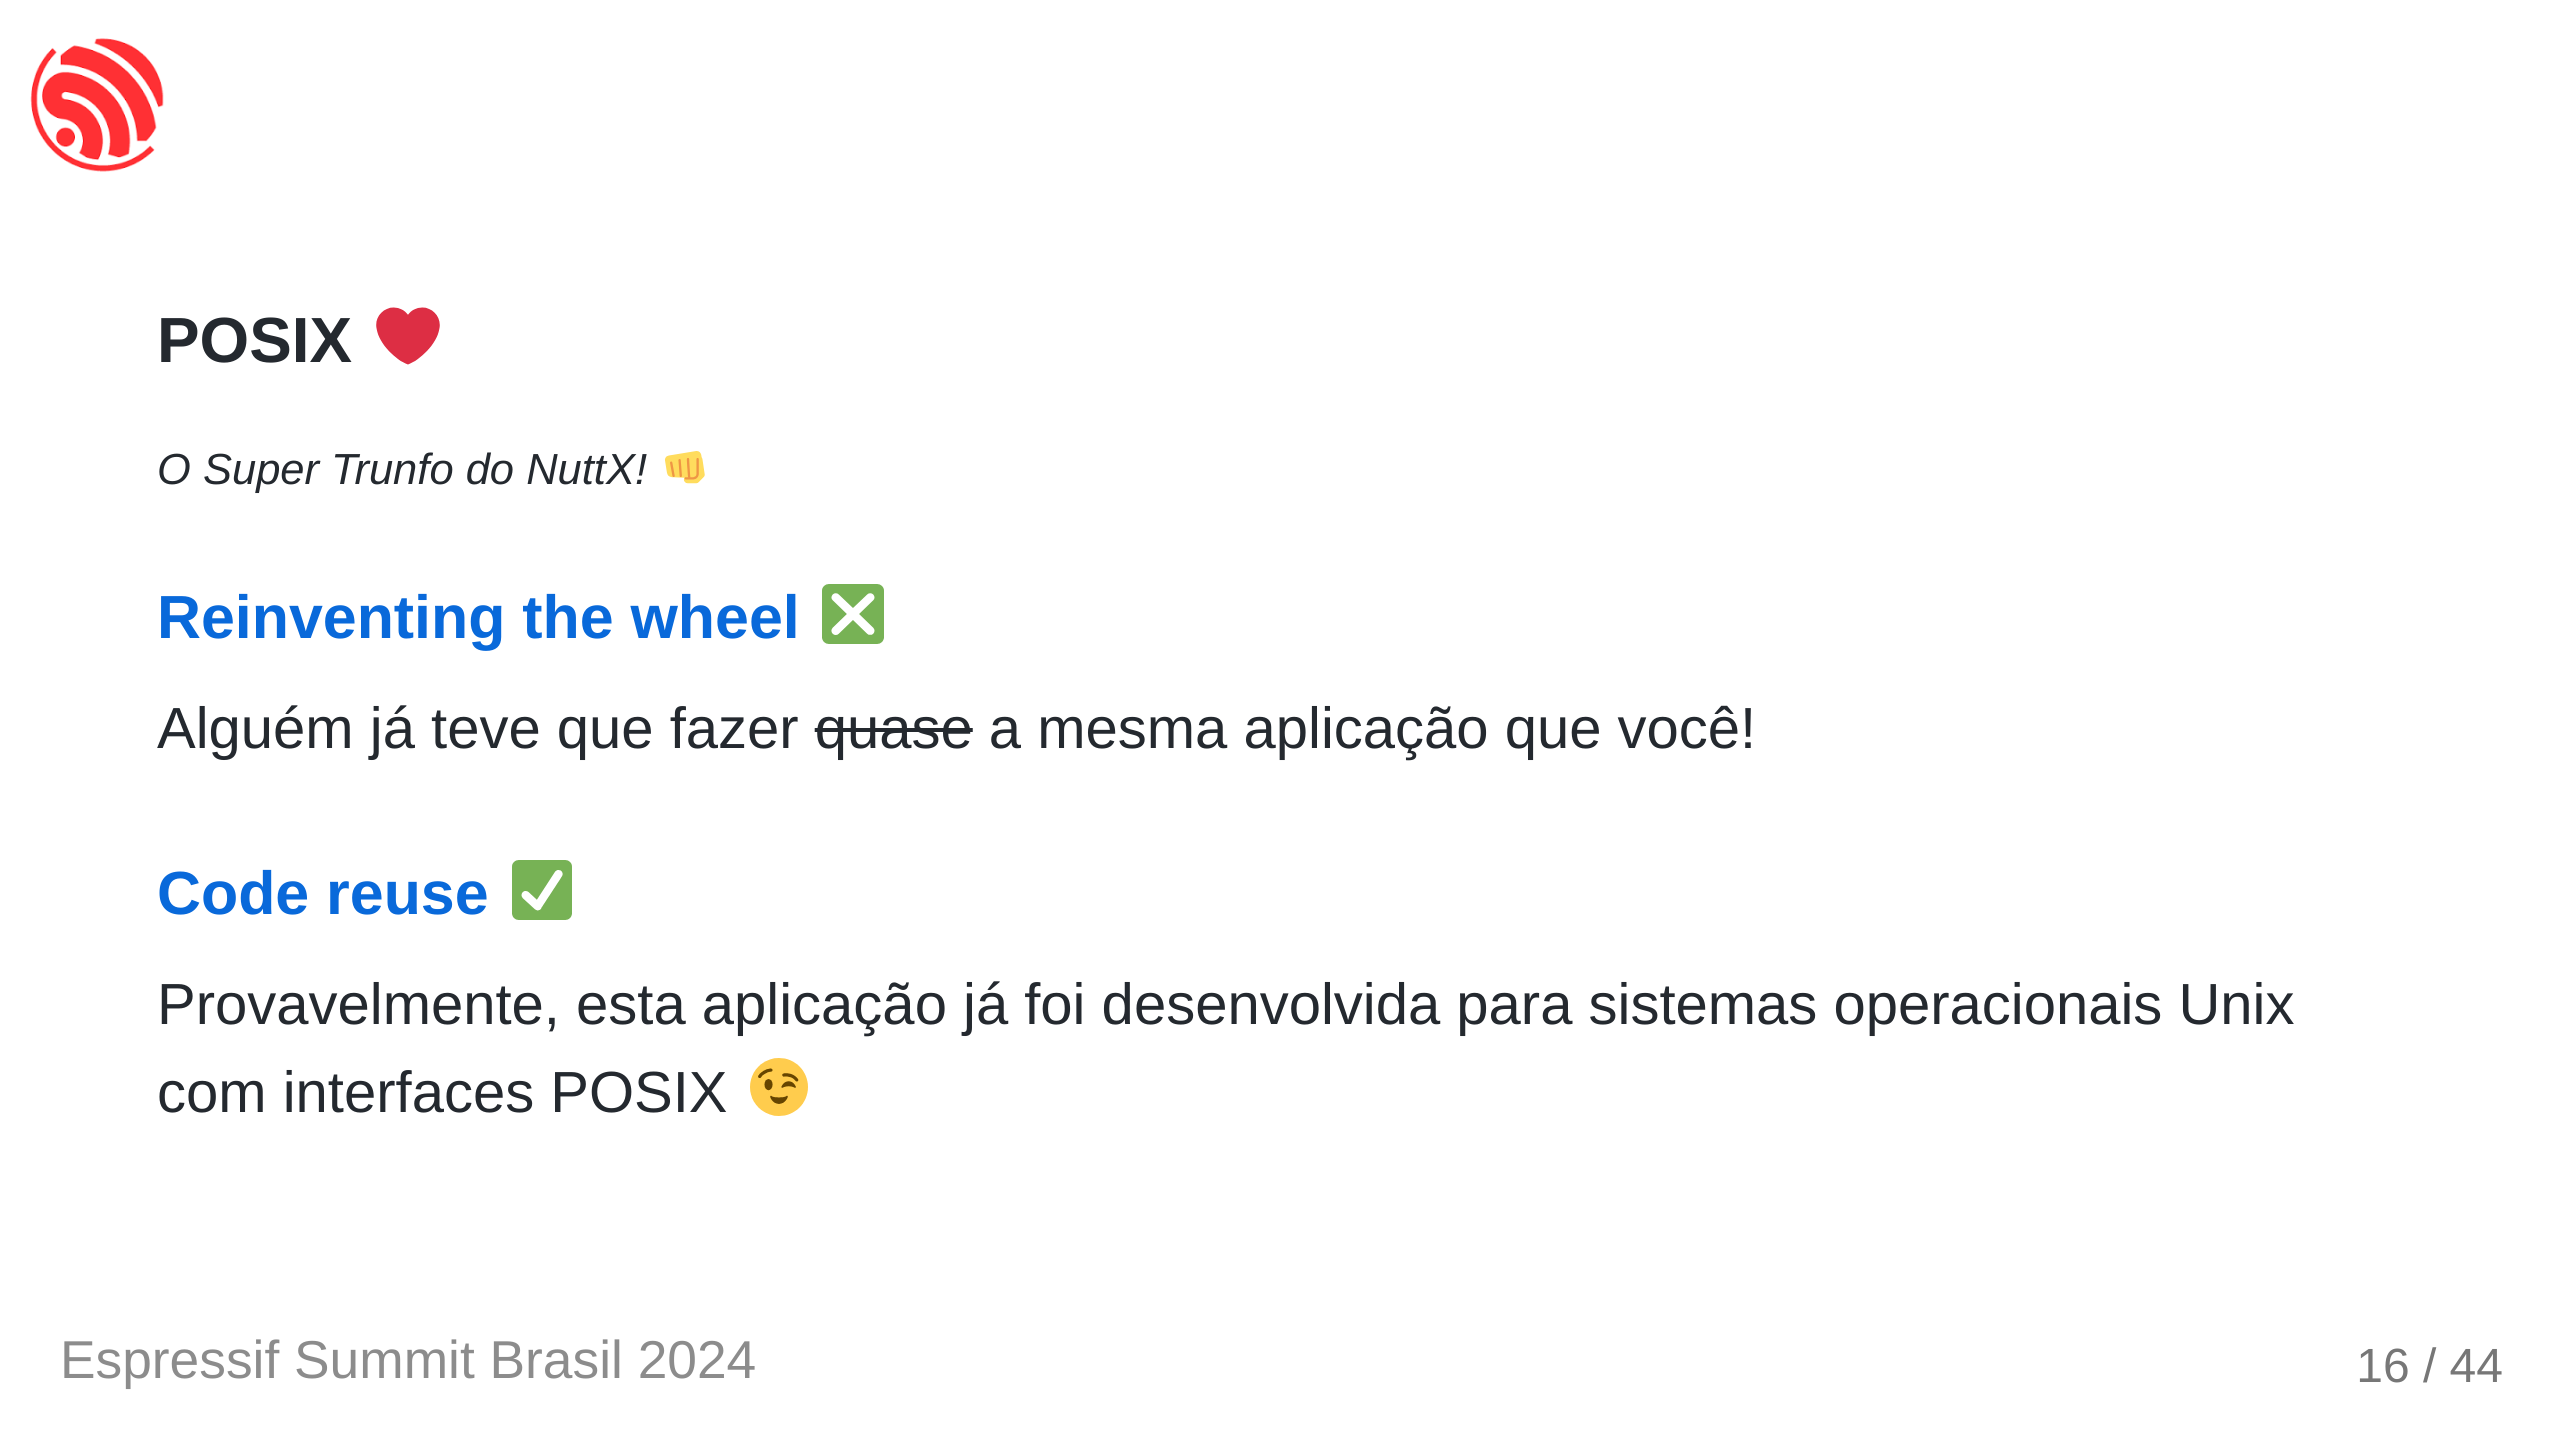 POSIX ❤️
O Super Trunfo do NuttX! 👊
Reinventing the wheel ❎
Alguém já teve que fazer ~~quase~~ a mesma aplicação que você!
Code reuse ✅
Provavelmente, esta aplicação já foi desenvolvida para sistemas operacionais Unix
com interfaces POSIX 😉
Espressif Summit Brasil 2024
16 / 44